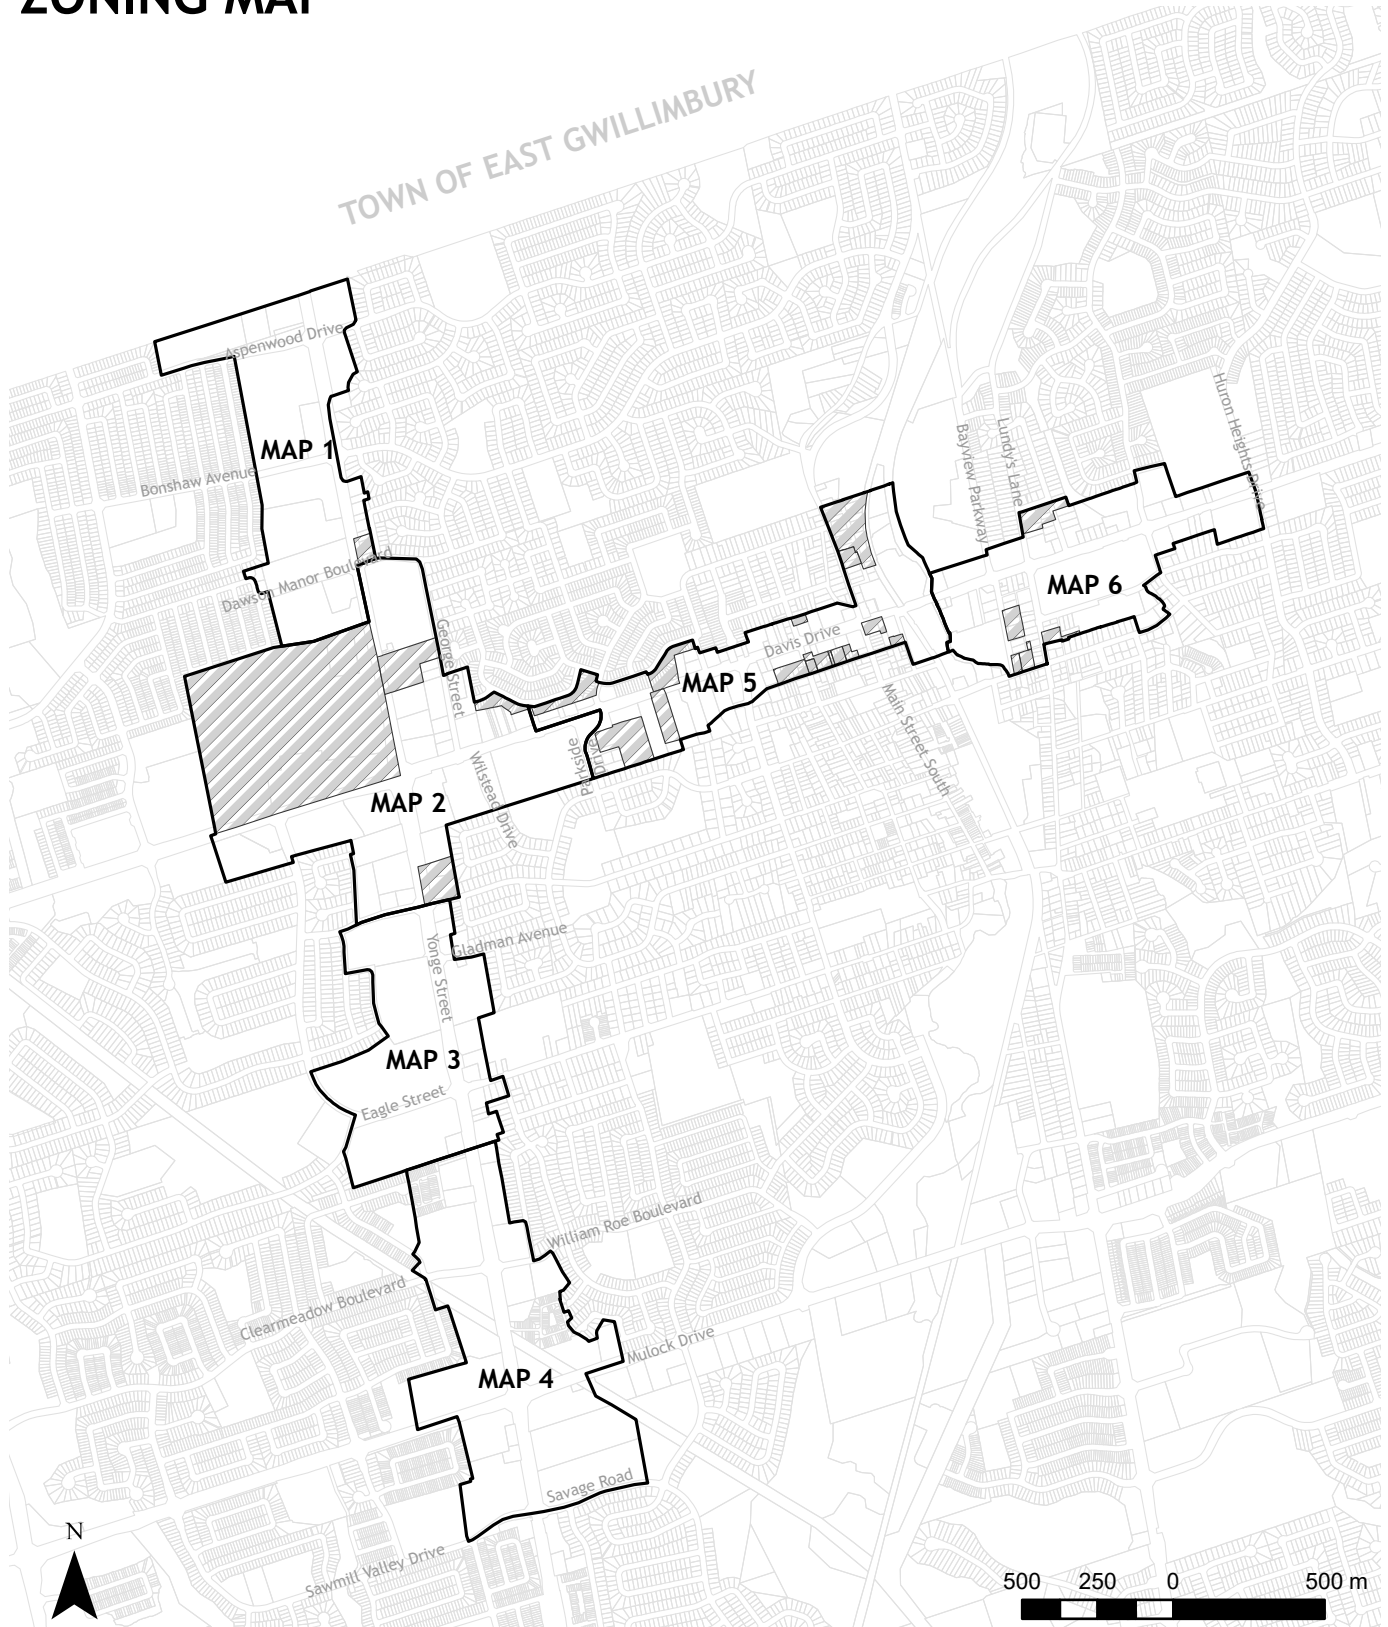 ZONING MAP
TOWN OF EAST GWILLIMBURY
Aspenwood Drive
Huron Heights Drive
Lundy's Lane
Bayview Parkway
MAP 1
Bonshaw Avenue
Dawson Manor Boulevard
MAP 6
George Street
Davis Drive
MAP 5
Main Street South
Parkside
Drive
Wilstead Drive
MAP 2
Gladman Avenue
Yonge Street
MAP 3
Eagle Street
William Roe Boulevard
Clearmeadow Boulevard
Mulock Drive
MAP 4
Savage Road
N
Sawmill Valley Drive
500 250 0 500 m